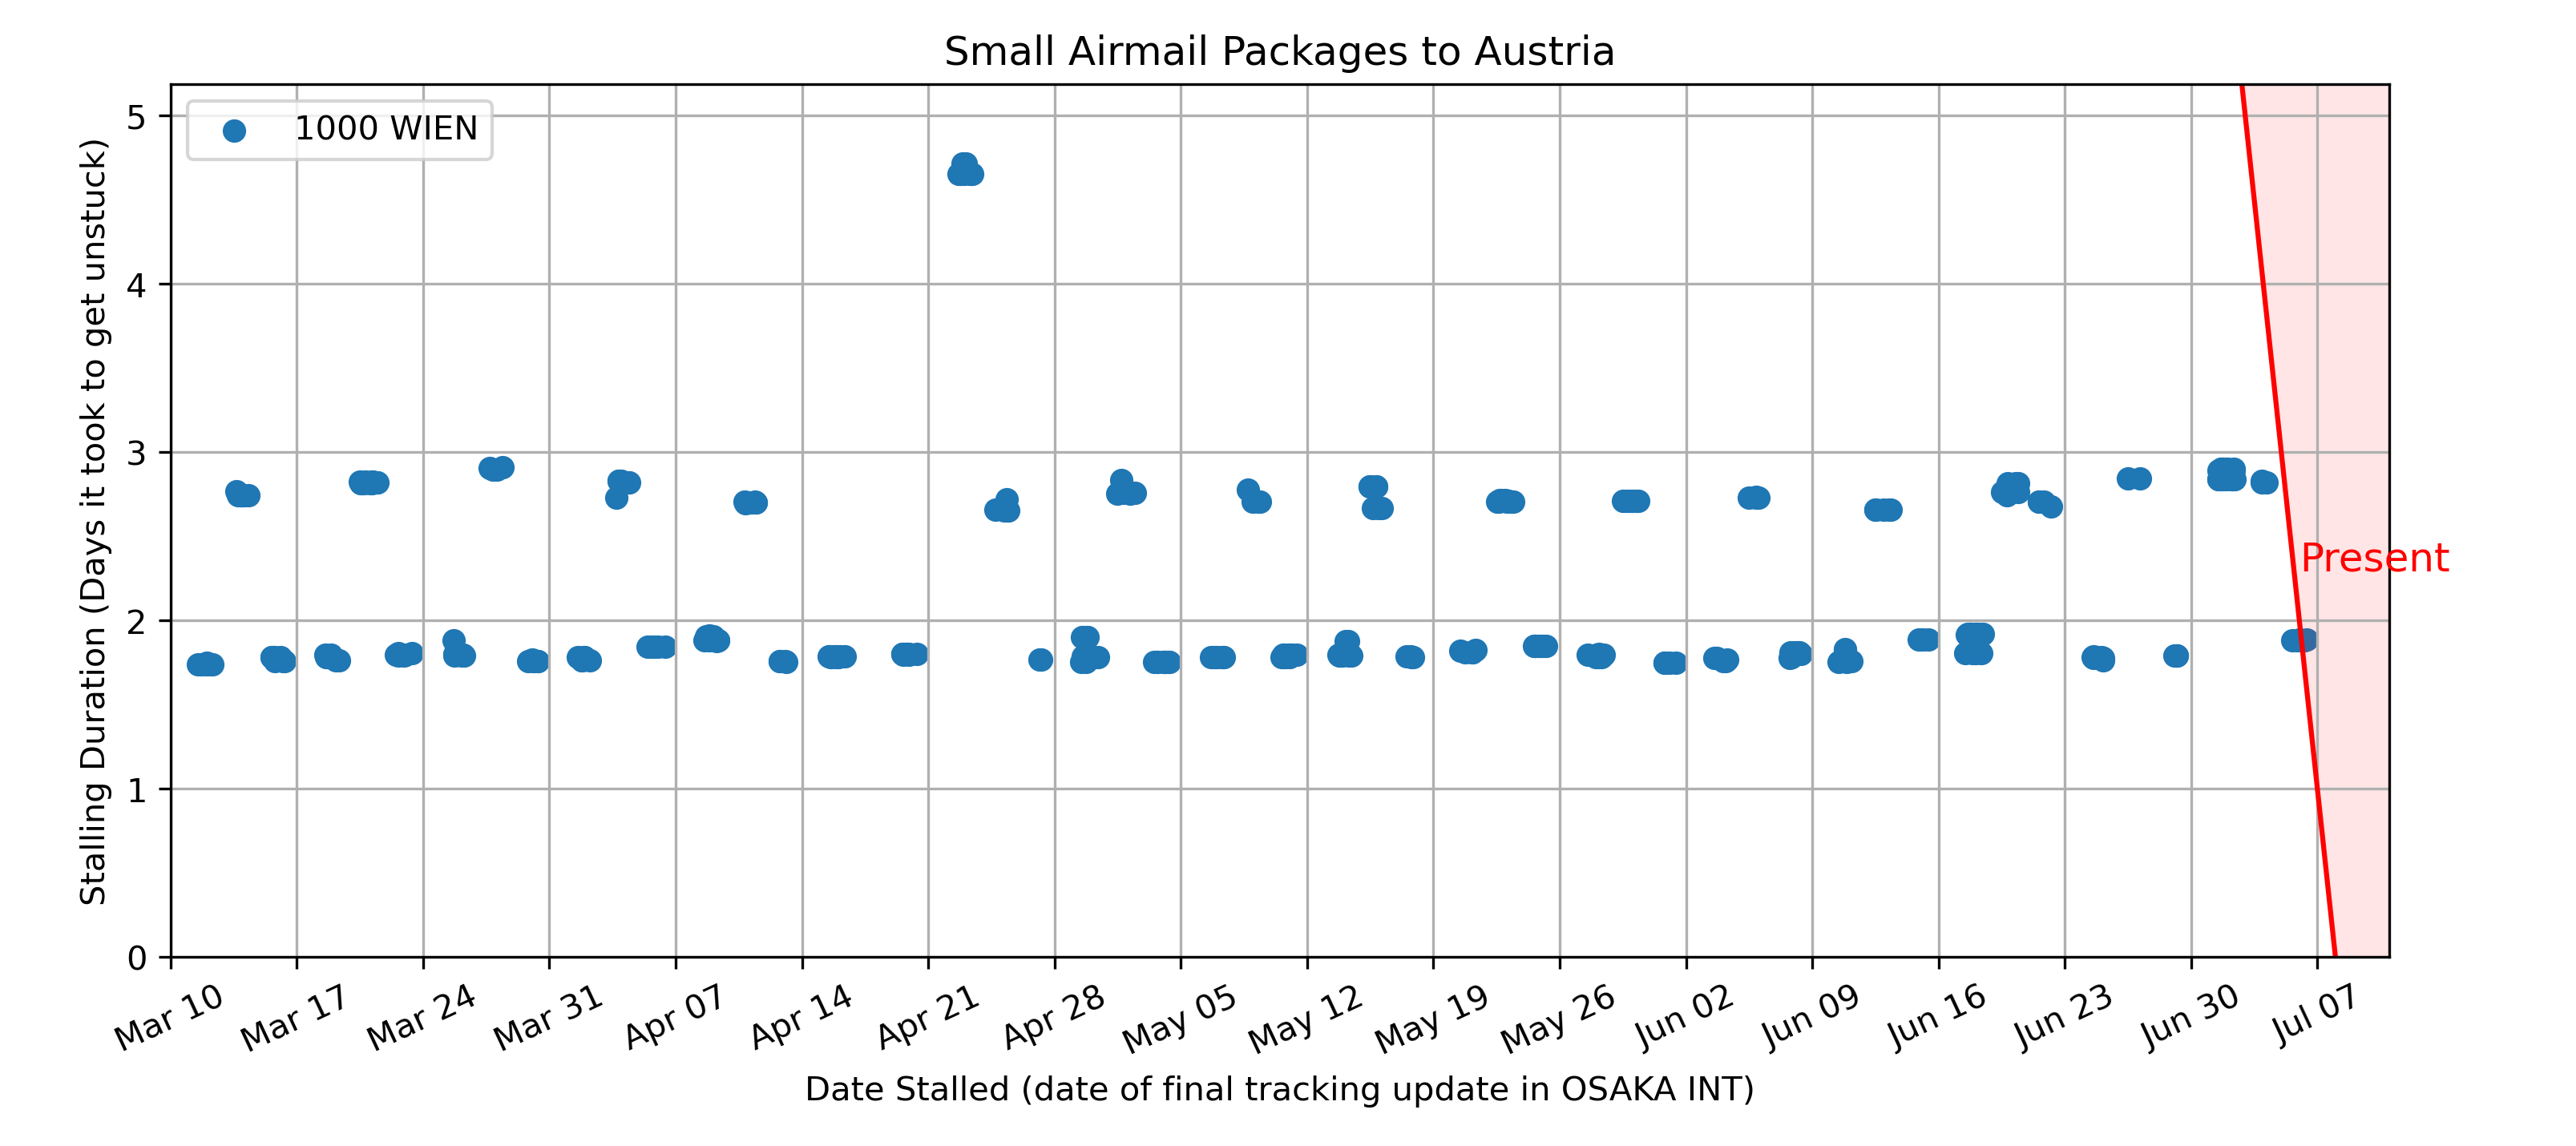 Small Airmail Packages to Austria
1000 WIEN
Stalling Duration (Days it took to get unstuck)
5
4
3
2
1
0
Present
Mar 10
Mar 17
Mar 24
Mar 31
Apr 07
Apr 14
Apr 21
Apr 28
May 05
May 12
May 19
May 26
Jun 02
Jun 09
Jun 16
Jun 23
Jun 30
Jul 07
Date Stalled (date of final tracking update in OSAKA INT)